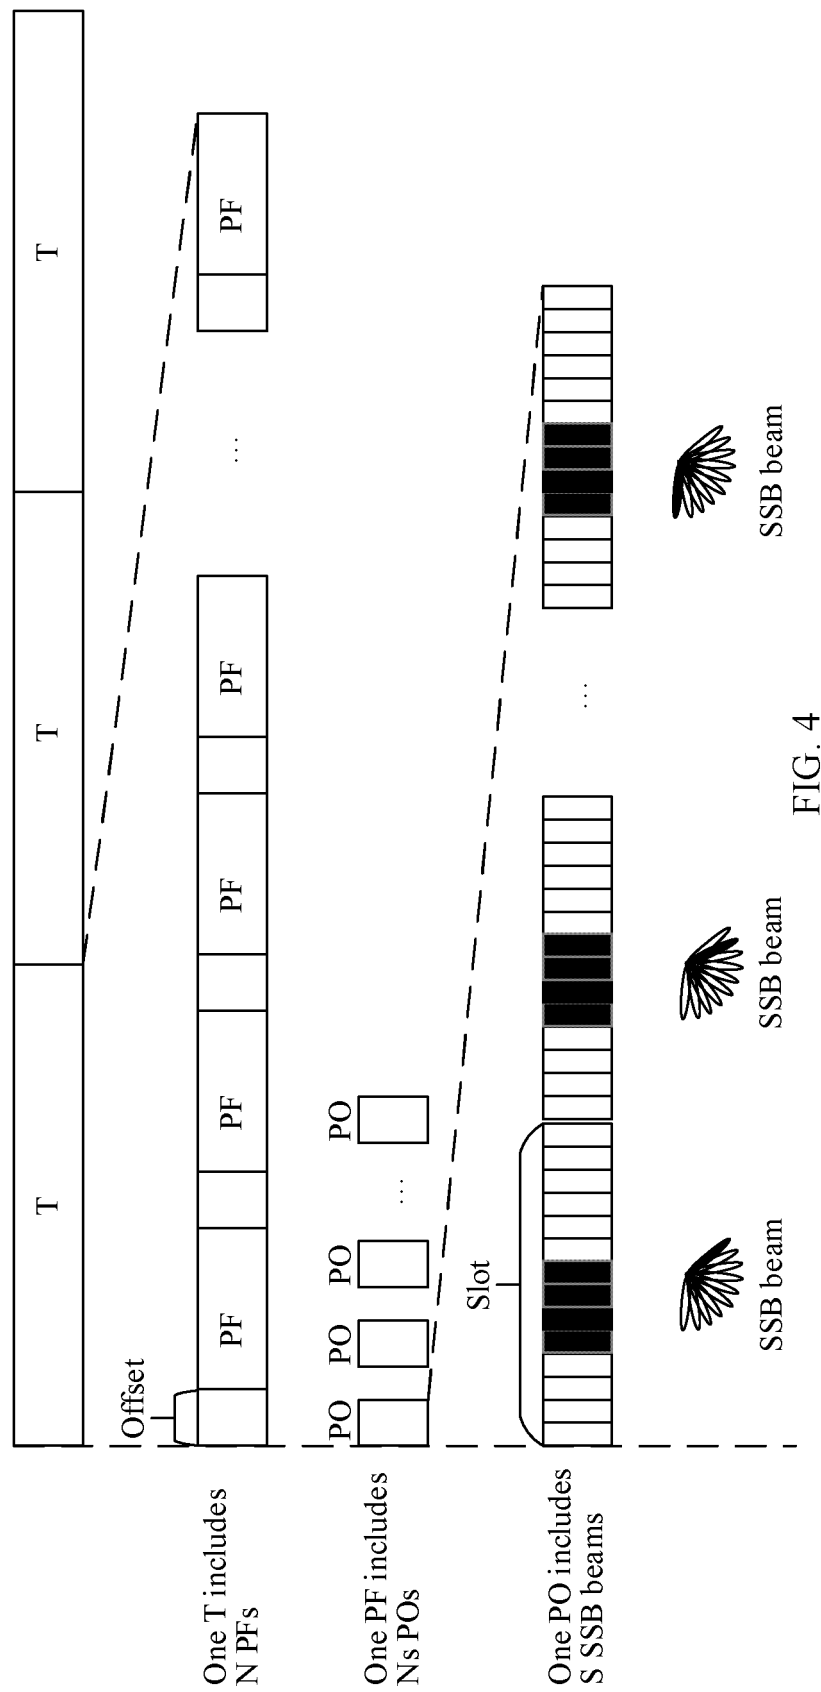 T
T
T
Offset
One T includes
N PFs
PF
PF
PF
PF
...
PF
One PF includes
Ns POs
PO
PO
PO
...
PO
Slot
One PO includes
S SSB beams
...
SSB beam
SSB beam
SSB beam
FIG. 4